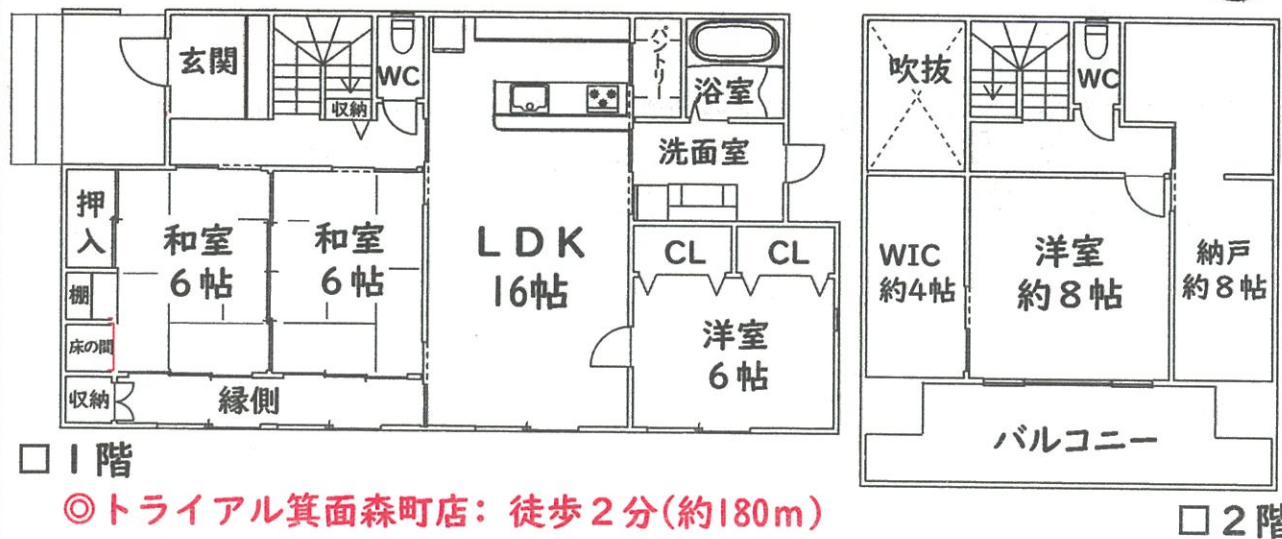 玄関
収納
WC
パントリー
浴室
洗面室
押入
棚
床の間
収納
和室
6帖
和室
6帖
縁側
LDK
16帖
CL
CL
洋室
6帖
吹抜
WC
WIC
約4帖
洋室
約8帖
納戸
約8帖
バルコニー
□1階
◎トライアル箕面森町店：徒歩2分(約180m)
□2階